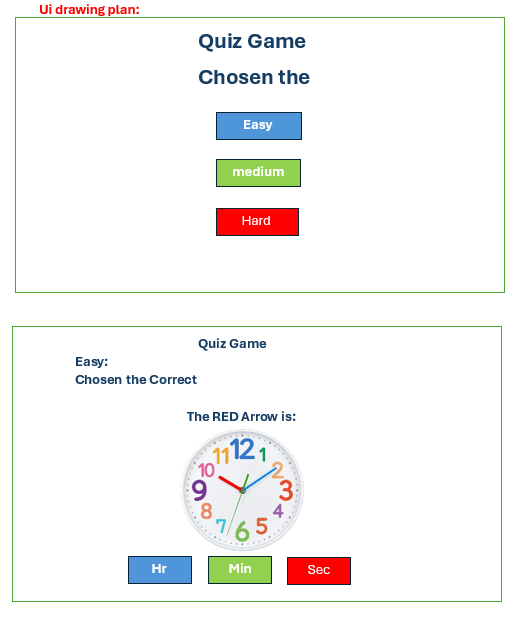 Ui drawing plan:
Quiz Game
Chosen the
Easy
medium
Hard
Quiz Game
Easy:
Chosen the Correct
The RED Arrow is:
12
11 1
10 2
9 3
8 4
7 5
6
Hr Min Sec